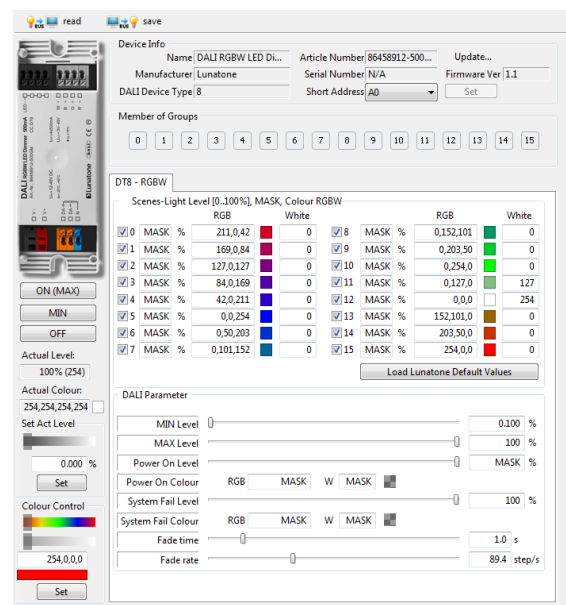 read save
Device Info
Name DALI RGBW LED Di... Article Number 86458912-500... Update...
Manufacturer Lunatone Serial Number N/A Firmware Ver 1.1
DALI Device Type 8 Short Address A0 Set
Member of Groups
0 1 2 3 4 5 6 7 8 9 10 11 12 13 14 15
DT8 - RGBW
Scenes-Light Level [0..100%], MASK, Colour RGBW
RGB White RGB White
0 MASK % 211,0,42 0 8 MASK % 0,152,101 0
1 MASK % 169,0,84 0 9 MASK % 0,203,50 0
2 MASK % 127,0,127 0 10 MASK % 0,254,0 0
3 MASK % 84,0,169 0 11 MASK % 0,127,0 127
4 MASK % 42,0,211 0 12 MASK % 0,0,0 254
5 MASK % 0,0,254 0 13 MASK % 152,101,0 0
6 MASK % 0,50,203 0 14 MASK % 203,50,0 0
7 MASK % 0,101,152 0 15 MASK % 254,0,0 0
Load Lunatone Default Values
DALI Parameter
MIN Level 0.100 %
MAX Level 100 %
Power On Level MASK %
Power On Colour RGB MASK W MASK
System Fail Level 100 %
System Fail Colour RGB MASK W MASK
Fade time 1.0 s
Fade rate 89.4 step/s
DALI RGBW LED Dimmer
Lunatone
ON (MAX)
MIN
OFF
Actual Level:
100% (254)
Actual Colour:
254,254,254,254
Set Act Level
0.000 %
Set
Colour Control
254,0,0,0
Set